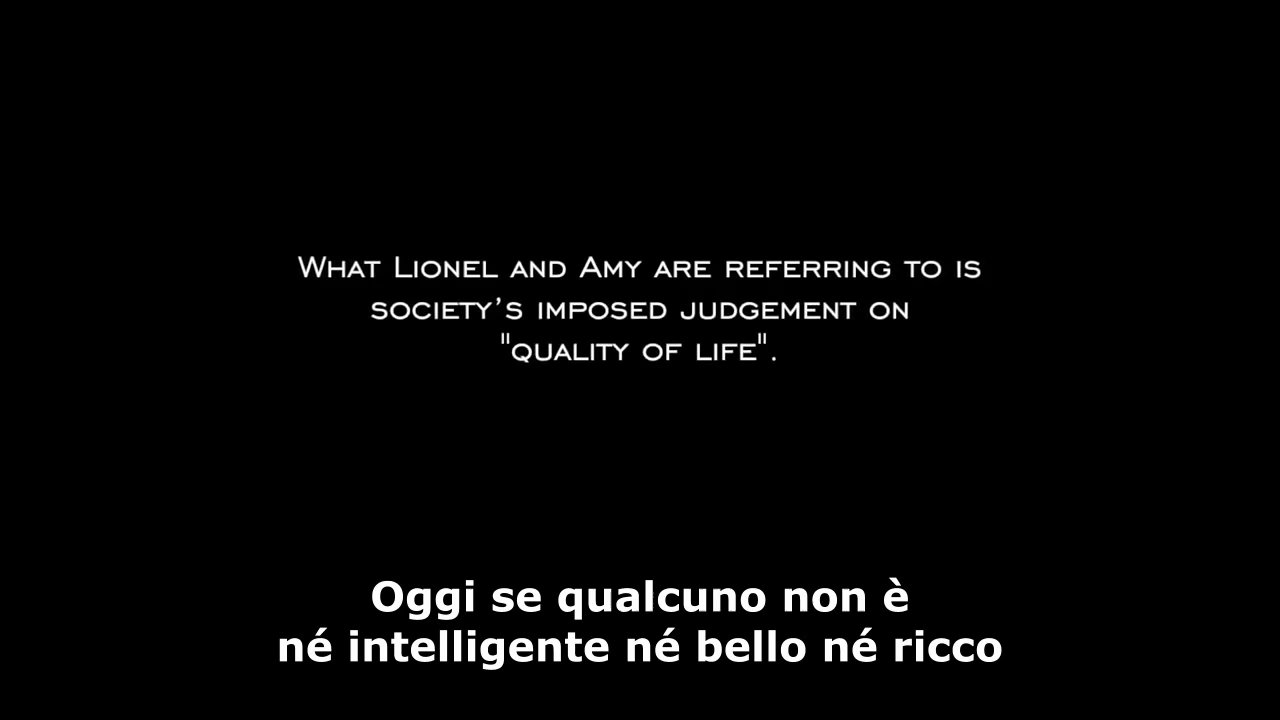 What Lionel and Amy are referring to is
society's imposed judgement on
"quality of life".
Oggi se qualcuno non è
né intelligente né bello né ricco